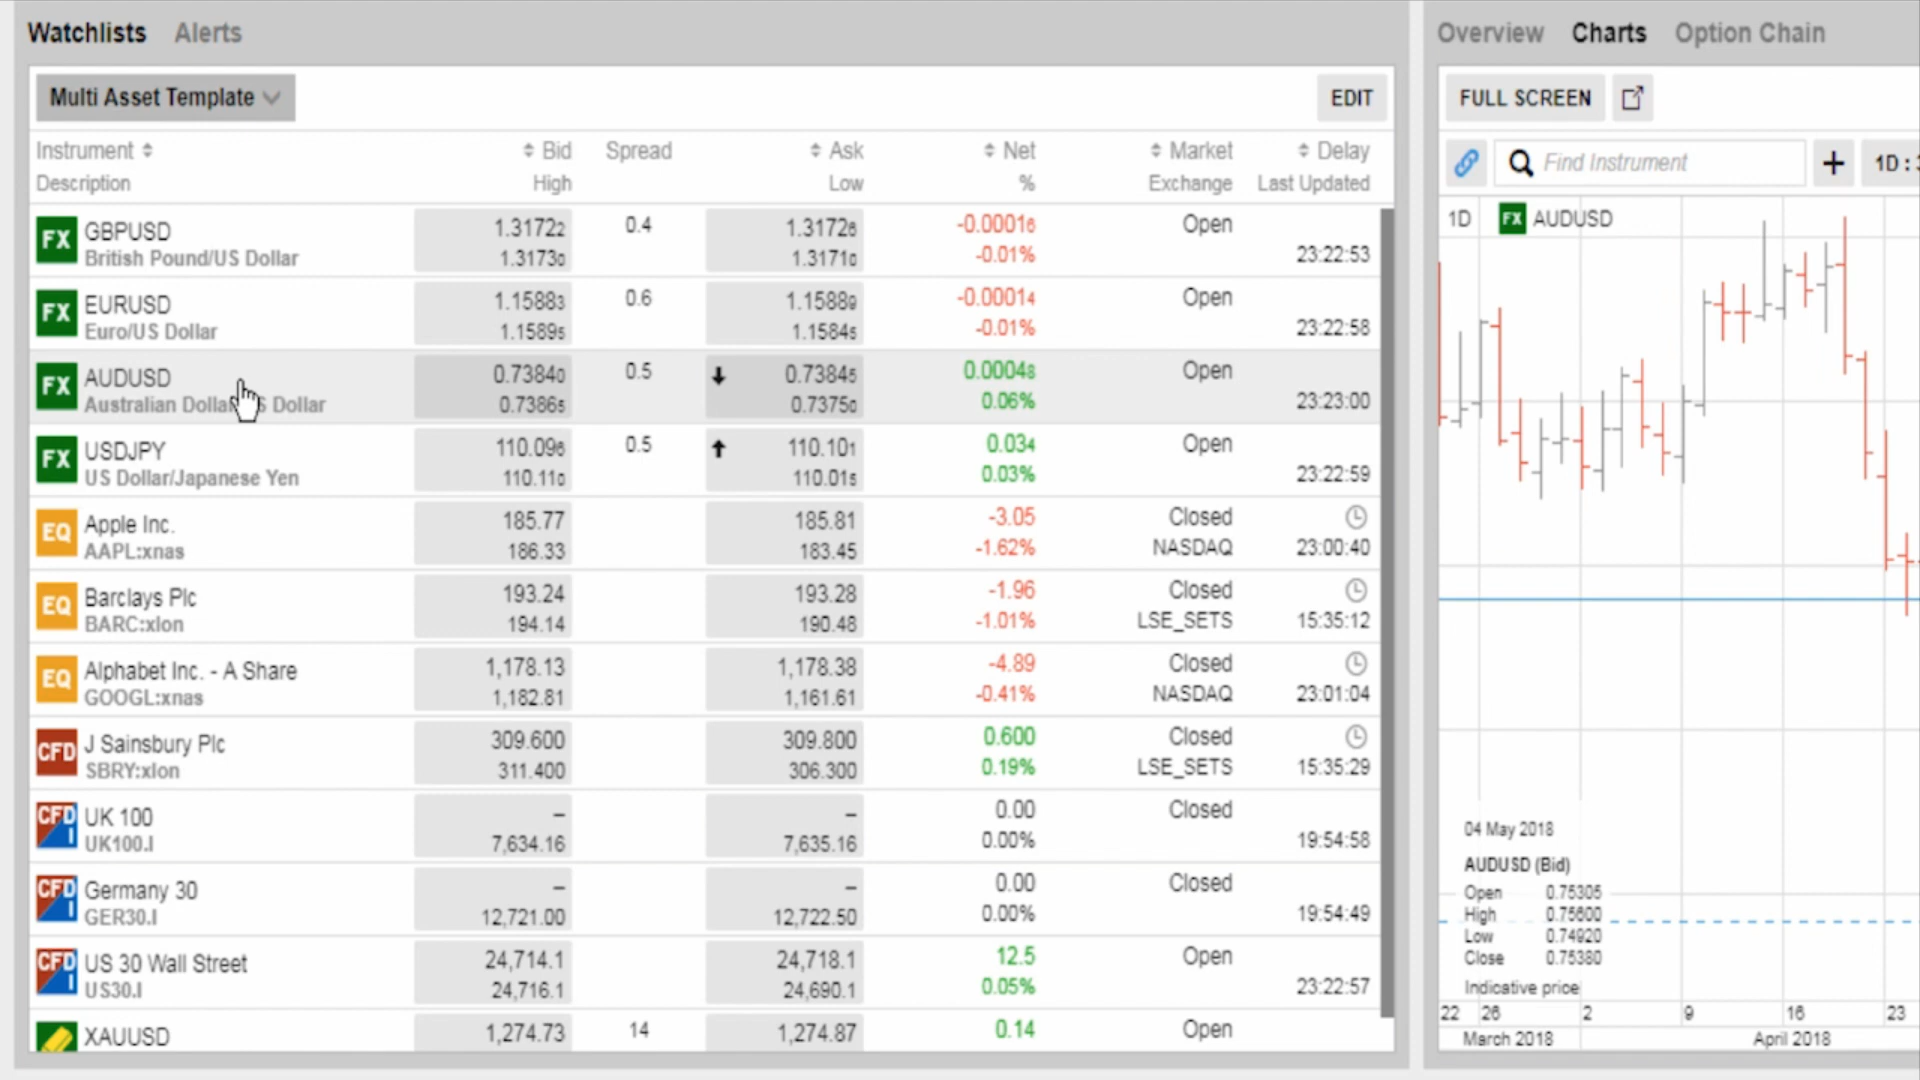 Watchlists Alerts
Multi Asset Template EDIT
Instrument Bid Spread Ask Net Market Delay
Description High Low % Exchange Last Updated
FX GBPUSD 1.31722 0.4 1.31726 -0.00016 Open
British Pound/US Dollar 1.31730 1.31710 -0.01% 23:22:53
FX EURUSD 1.15883 0.6 1.15889 -0.00014 Open
Euro/US Dollar 1.15895 1.15845 -0.01% 23:22:58
FX AUDUSD 0.73840 0.5 0.73845 0.00048 Open
Australian Dollar Dollar 0.73865 0.73750 0.06% 23:23:00
FX USDJPY 110.096 0.5 110.101 0.034 Open
US Dollar/Japanese Yen 110.110 110.015 0.03% 23:22:59
EQ Apple Inc. 185.77 185.81 -3.05 Closed
AAPL:xnas 186.33 183.45 -1.62% NASDAQ 23:00:40
EQ Barclays Plc 193.24 193.28 -1.96 Closed
BARC:xlon 194.14 190.48 -1.01% LSE_SETS 15:35:12
EQ Alphabet Inc. - A Share 1,178.13 1,178.38 -4.89 Closed
GOOGL:xnas 1,182.81 1,161.61 -0.41% NASDAQ 23:01:04
CFD J Sainsbury Plc 309.600 309.800 0.600 Closed
SBRY:xlon 311.400 306.300 0.19% LSE_SETS 15:35:29
CFD I UK 100 – – 0.00 Closed
UK100.I 7,634.16 7,635.16 0.00% 19:54:58
CFD I Germany 30 – – 0.00 Closed
GER30.I 12,721.00 12,722.50 0.00% 19:54:49
CFD I US 30 Wall Street 24,714.1 24,718.1 12.5 Open
US30.I 24,716.1 24,690.1 0.05% 23:22:57
XAUUSD 1,274.73 14 1,274.87 0.14 Open
Overview Charts Option Chain
FULL SCREEN
Find Instrument + 1D :
1D FX AUDUSD
04 May 2018
AUDUSD (Bid)
Open 0.75305
High 0.75600
Low 0.74920
Close 0.75380
Indicative price
22 26 2 9 16 23
March 2018 April 2018